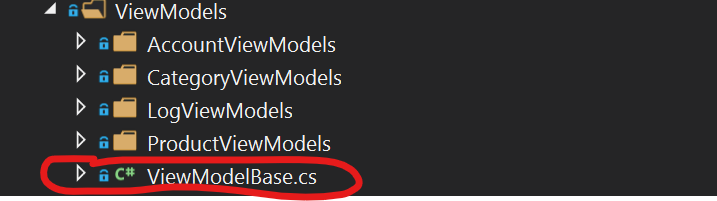 ViewModels
AccountViewModels
CategoryViewModels
LogViewModels
ProductViewModels
C# ViewModelBase.cs